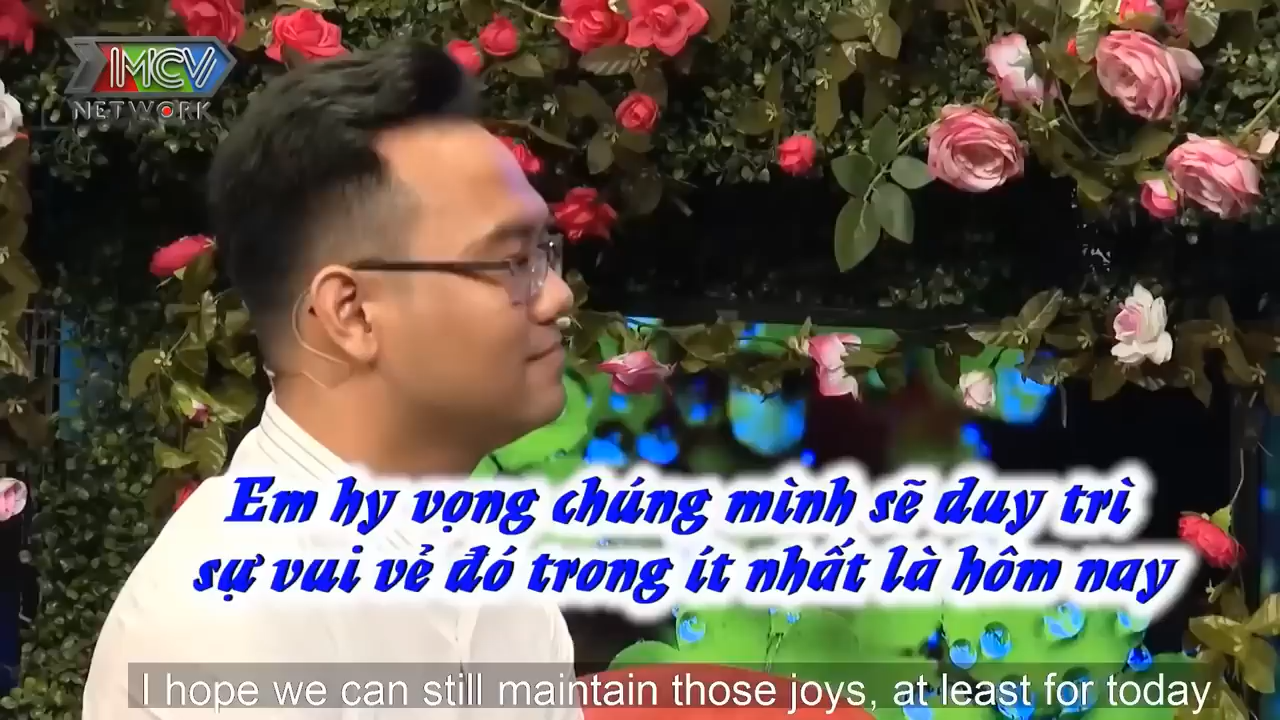 MCV
NETWORK
Em hy vọng chúng mình sẽ duy trì
sự vui vẻ đó trong ít nhất là hôm nay
I hope we can still maintain those joys, at least for today